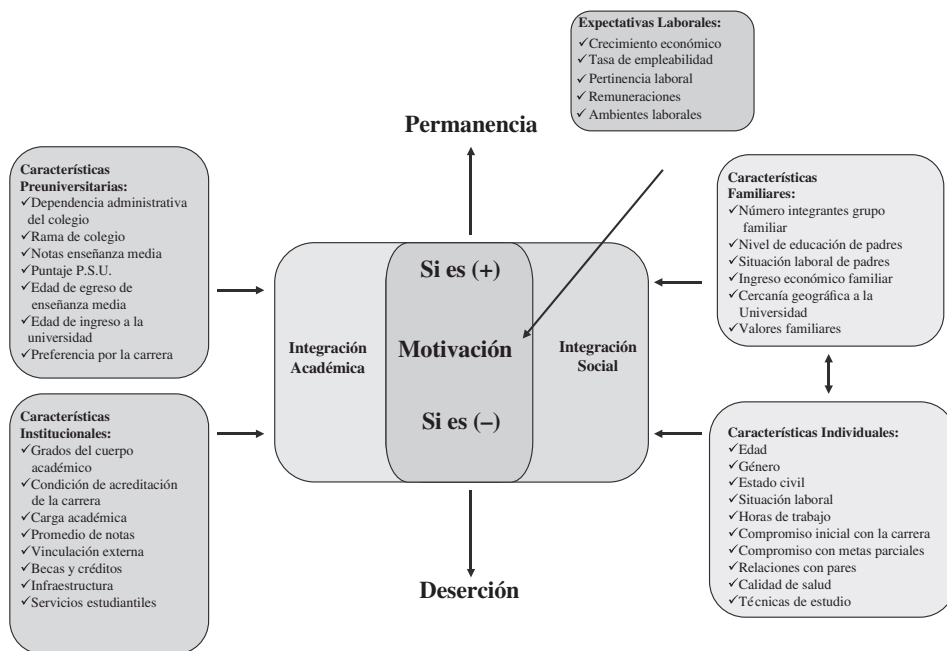 Expectativas Laborales:
✓Crecimiento económico
✓Tasa de empleabilidad
✓Pertinencia laboral
✓Remuneraciones
✓Ambientes laborales
Permanencia
Características
Preuniversitarias:
✓Dependencia administrativa
del colegio
✓Rama de colegio
✓Notas enseñanza media
✓Puntaje P.S.U.
✓Edad de egreso de
enseñanza media
✓Edad de ingreso a la
universidad
✓Preferencia por la carrera
Características
Familiares:
✓Número integrantes grupo
familiar
✓Nivel de educación de padres
✓Situación laboral de padres
✓Ingreso económico familiar
✓Cercanía geográfica a la
Universidad
✓Valores familiares
Si es (+)
Integración
Académica
Motivación
Integración
Social
Si es (–)
Características
Institucionales:
✓Grados del cuerpo
académico
✓Condición de acreditación
de la carrera
✓Carga académica
✓Promedio de notas
✓Vinculación externa
✓Becas y créditos
✓Infraestructura
✓Servicios estudiantiles
Características Individuales:
✓Edad
✓Género
✓Estado civil
✓Situación laboral
✓Horas de trabajo
✓Compromiso inicial con la carrera
✓Compromiso con metas parciales
✓Relaciones con pares
✓Calidad de salud
✓Técnicas de estudio
Deserción